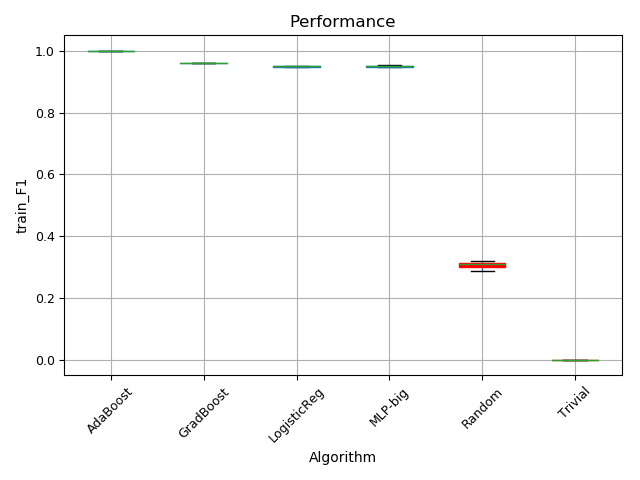 Performance
train_F1
1.0
0.8
0.6
0.4
0.2
0.0
AdaBoost
GradBoost
LogisticReg
MLP-big
Random
Trivial
Algorithm